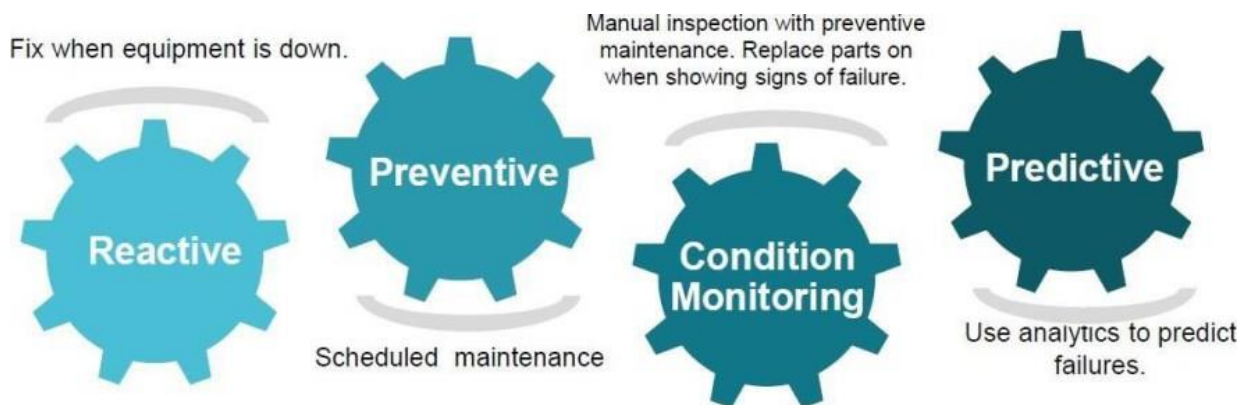 Fix when equipment is down.
Reactive
Preventive
Scheduled maintenance
Manual inspection with preventive
maintenance. Replace parts on
when showing signs of failure.
Condition
Monitoring
Predictive
Use analytics to predict
failures.